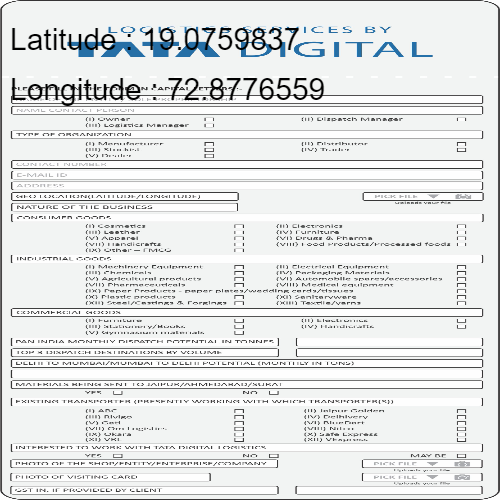 LOGISTICS SERVICES BY
TATA DIGITAL
Latitude : 19.0759837
Longitude : 72.8776559
NAME CONTACT PERSON
(I) Owner
(II) Dispatch Manager
(III) Logistics Manager
TYPE OF ORGANIZATION
(I) Manufacturer
(II) Distributor
(III) Stockist
(IV) Trader
(V) Dealer
CONTACT NUMBER
E-MAIL ID
ADDRESS
GEO LOCATION(LATITUDE/LONGITUDE)
PICK FILE
Uploads your file
NATURE OF THE BUSINESS
CONSUMER GOODS
(I) Cosmetics
(II) Electronics
(III) Leather
(IV) Furniture
(V) Apparel
(VI) Drugs & Pharma
(VII) Handicrafts
(VIII) Food Products/Processed foods
(IX) Other – FMCG
INDUSTRIAL GOODS
(I) Machinery Equipment
(II) Electrical Equipment
(III) Chemicals
(IV) Packaging Materials
(V) Agricultural products
(VI) Automobile spares/accessories
(VII) Pharmaceuticals
(VIII) Medical equipment
(IX) Paper Products - paper plates/wedding cards/tissues
(X) Plastic products
(XI) Sanitaryware
(XII) Steel/Castings & Forgings
(XIII) Textile/yarns
COMMERCIAL GOODS
(I) Furniture
(II) Electronics
(III) Stationery/Books
(IV) Handicrafts
(V) Gymnasium materials
PAN INDIA MONTHLY DISPATCH POTENTIAL IN TONNES
TOP 3 DISPATCH DESTINATIONS BY VOLUME
DELHI TO MUMBAI/MUMBAI TO DELHI POTENTIAL (MONTHLY IN TONS)
MATERIALS BEING SENT TO JAIPUR/AHMEDABAD/SURAT
YES
NO
EXISTING TRANSPORTER (PRESENTLY WORKING WITH WHICH TRANSPORTER(S))
(I) ABC
(II) Jaipur Golden
(III) Rivigo
(IV) Delhivery
(V) Gati
(VI) BlueDart
(VII) Om Logistics
(VIII) Nitco
(IX) Okara
(X) Safe Express
(XI) VRL
(XII) VExpress
INTERESTED TO WORK WITH TATA DIGITAL LOGISTICS
YES
NO
MAY BE
PHOTO OF THE SHOP/ENTITY/ENTERPRISE/COMPANY
PICK FILE
Uploads your file
PHOTO OF VISITING CARD
PICK FILE
Uploads your file
GST IN, IF PROVIDED BY CLIENT